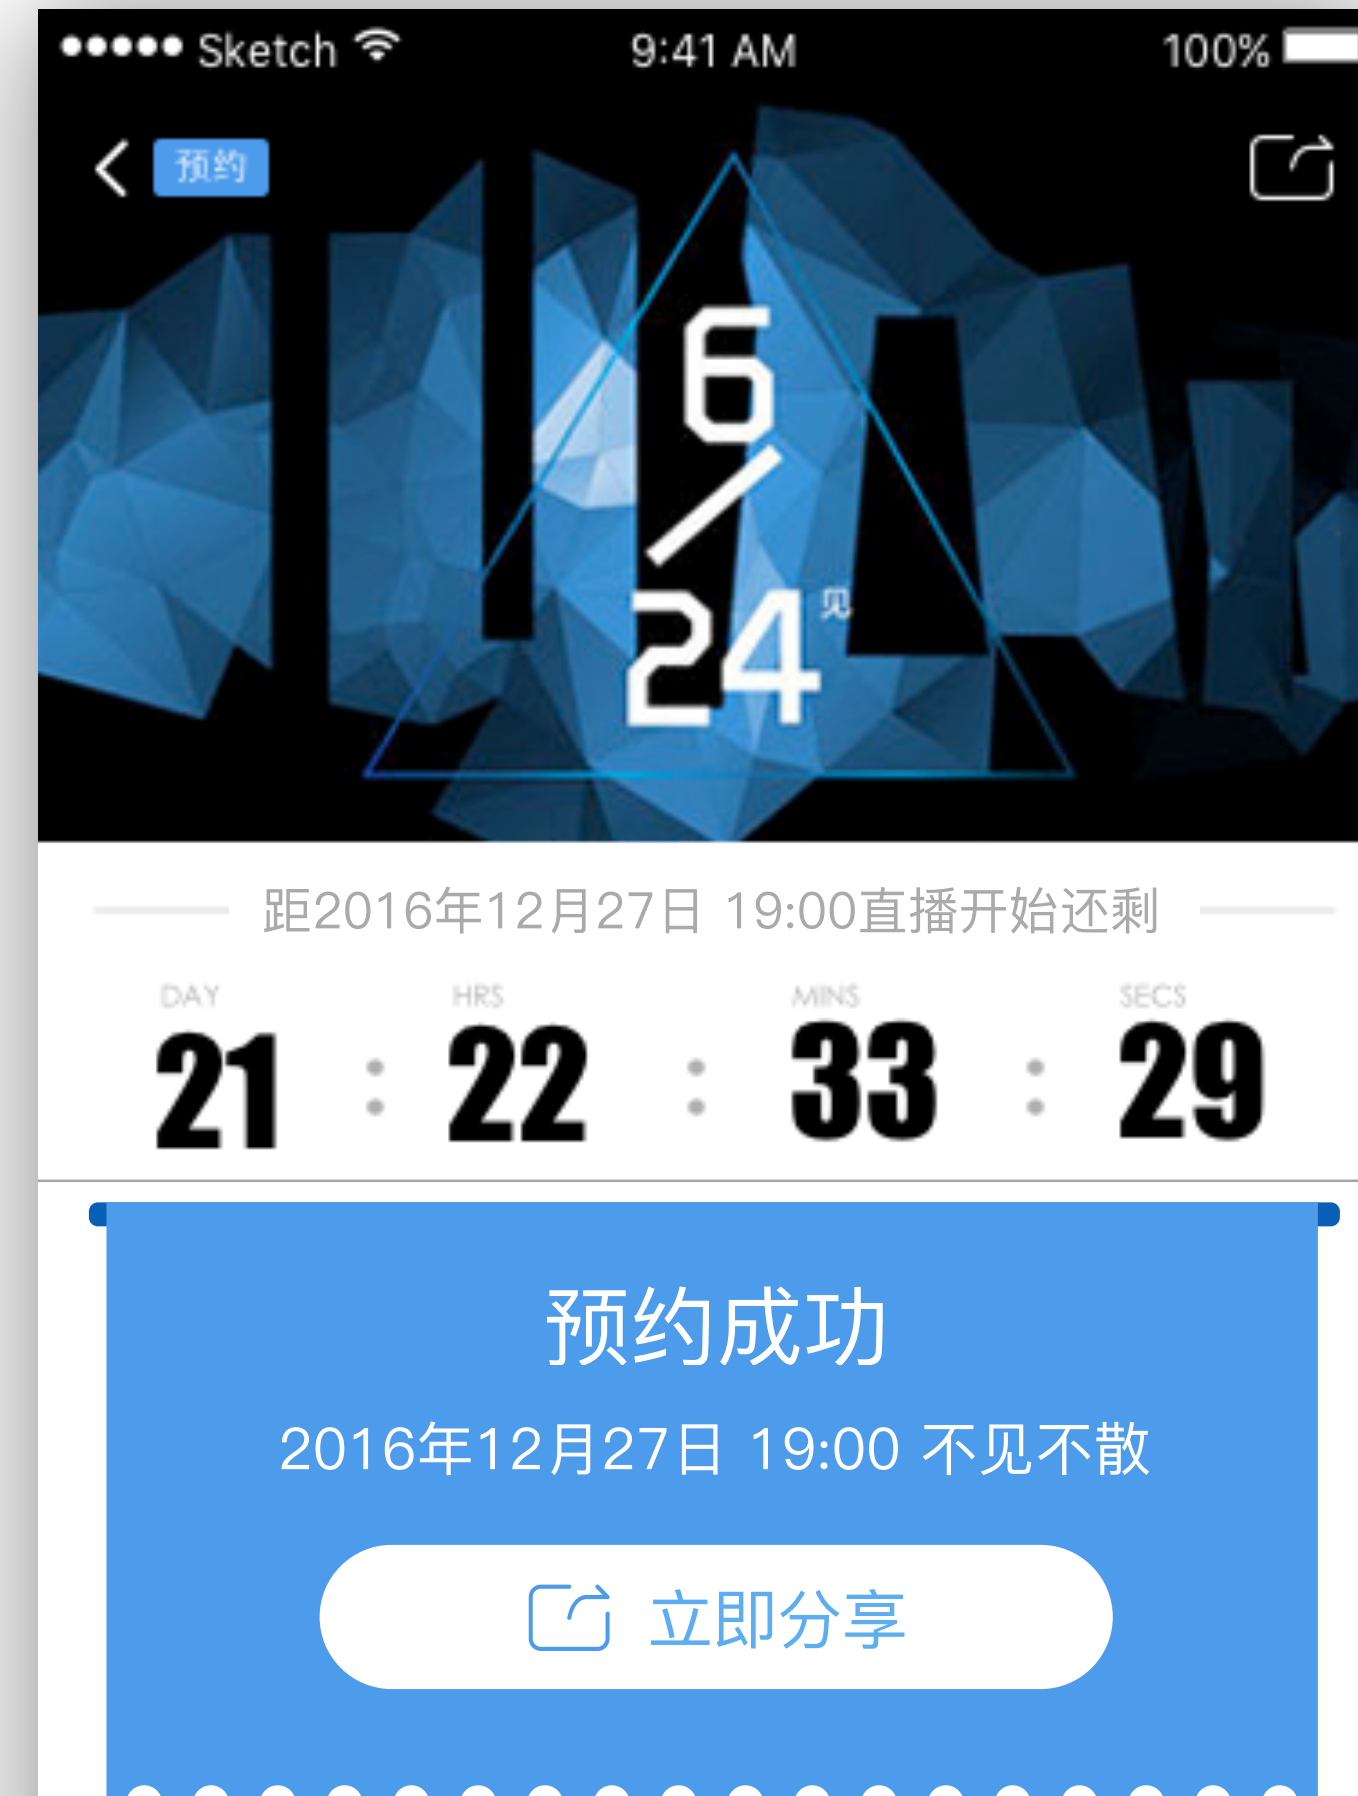 Sketch 9:41 AM 100%
预约
6
24见
距2016年12月27日 19:00直播开始还剩
DAY HRS MINS SECS
21 : 22 : 33 : 29
预约成功
2016年12月27日 19:00 不见不散
立即分享